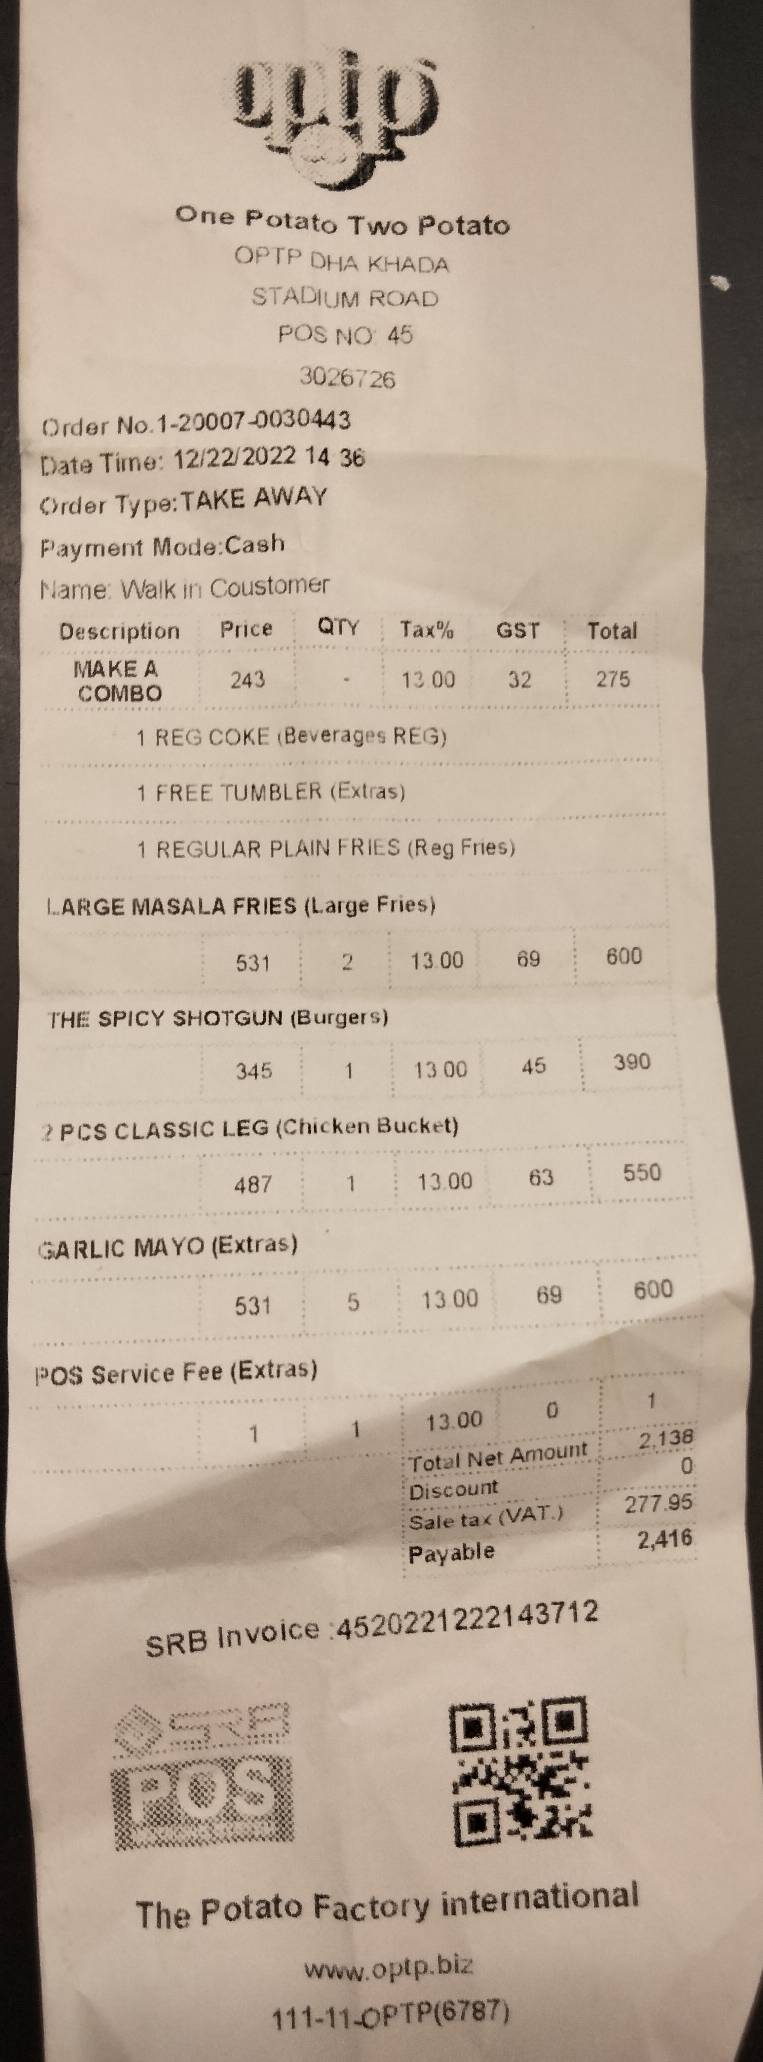 optp
One Potato Two Potato
OPTP DHA KHADA
STADIUM ROAD
POS NO: 45
3026726
Order No.1-20007-0030443
Date Time: 12/22/2022 14 36
Order Type:TAKE AWAY
Payment Mode:Cash
Name: Walk in Coustomer
Description Price QTY Tax% GST Total
MAKE A COMBO 243 - 13.00 32 275
1 REG COKE (Beverages REG)
1 FREE TUMBLER (Extras)
1 REGULAR PLAIN FRIES (Reg Fries)
LARGE MASALA FRIES (Large Fries)
531 2 13.00 69 600
THE SPICY SHOTGUN (Burgers)
345 1 13.00 45 390
2 PCS CLASSIC LEG (Chicken Bucket)
487 1 13.00 63 550
GARLIC MAYO (Extras)
531 5 13.00 69 600
POS Service Fee (Extras)
1 1 13.00 0 1
Total Net Amount 2,138
Discount 0
Sale tax (VAT.) 277.95
Payable 2,416
SRB Invoice :4520221222143712
SRB
POS
The Potato Factory international
www.optp.biz
111-11-OPTP(6787)